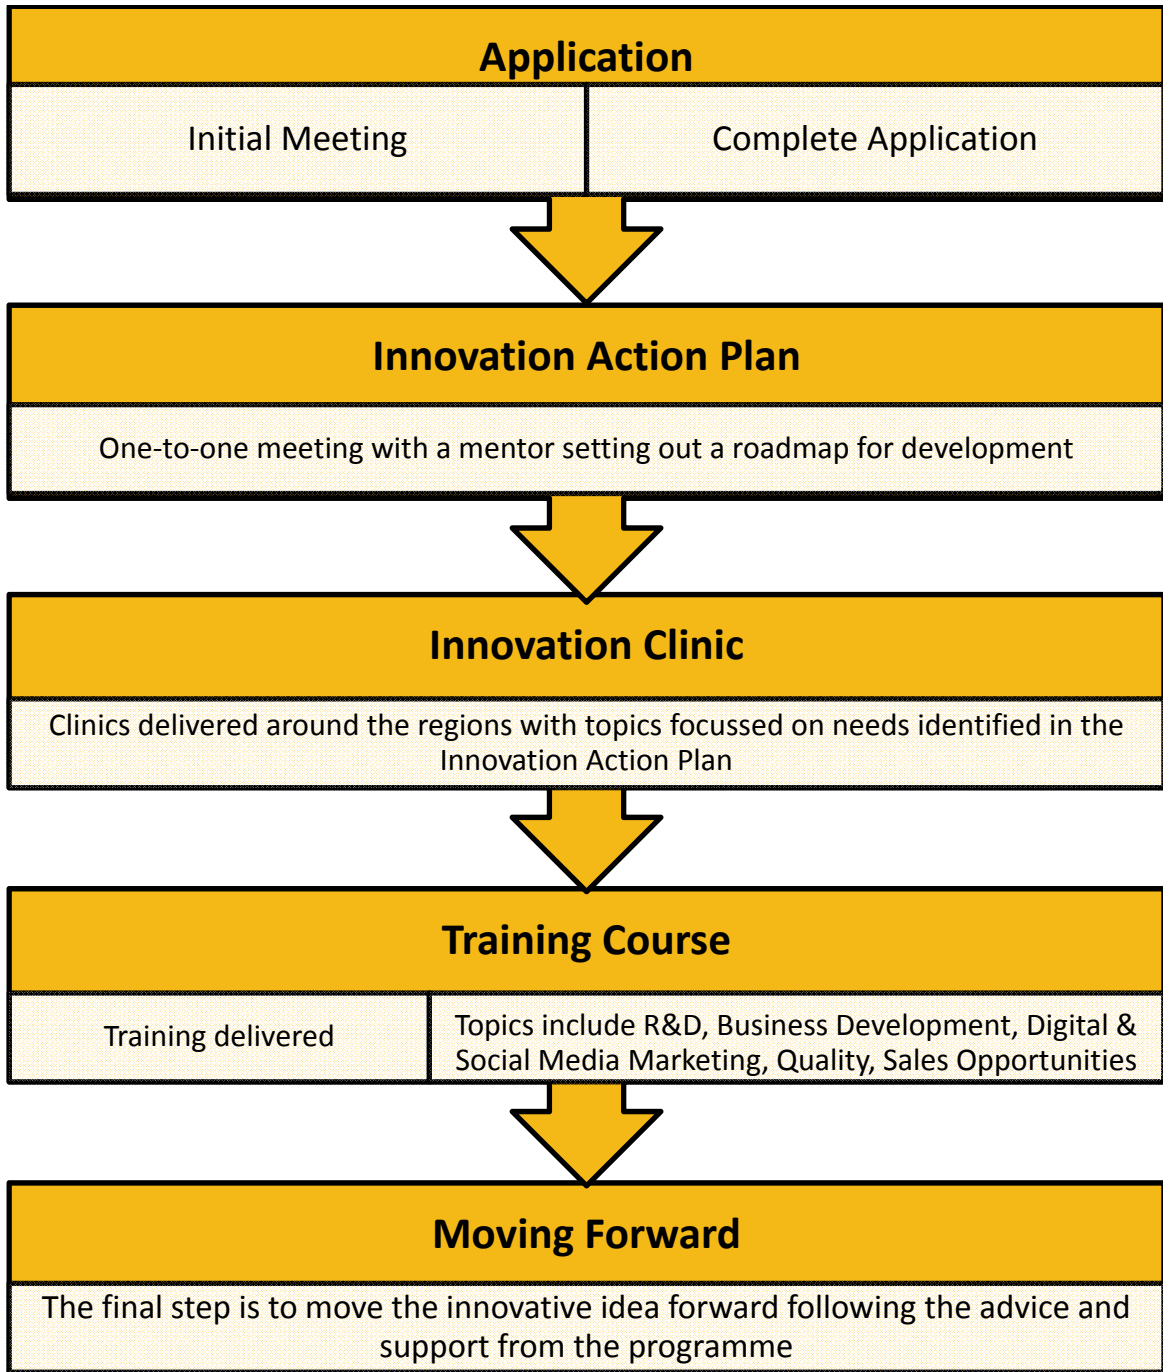 Application
Initial Meeting
Complete Application
Innovation Action Plan
One-to-one meeting with a mentor setting out a roadmap for development
Innovation Clinic
Clinics delivered around the regions with topics focussed on needs identified in the
Innovation Action Plan
Training Course
Training delivered
Topics include R&D, Business Development, Digital &
Social Media Marketing, Quality, Sales Opportunities
Moving Forward
The final step is to move the innovative idea forward following the advice and
support from the programme